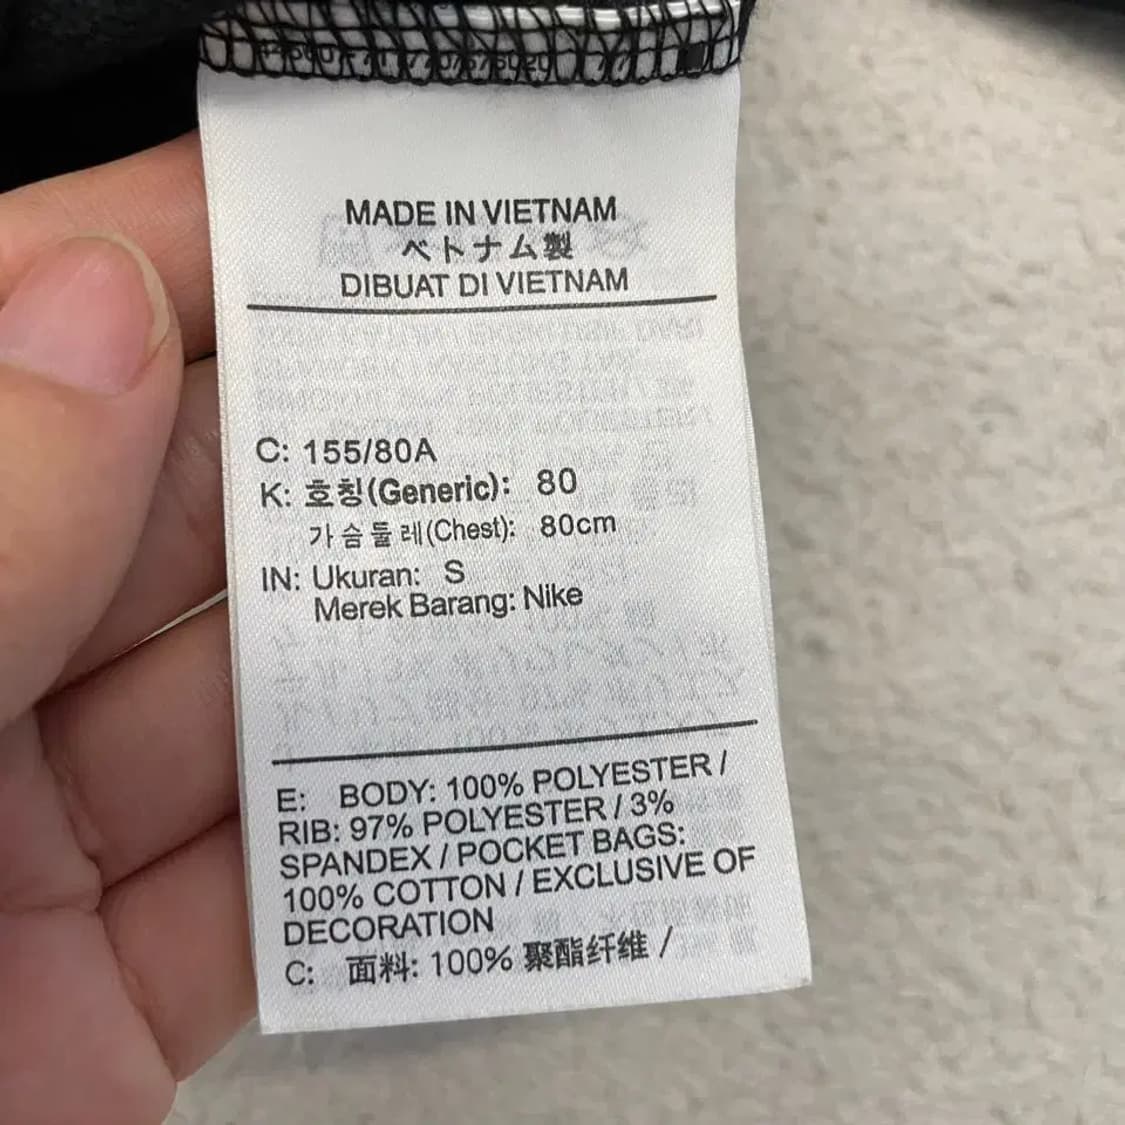 MADE IN VIETNAM
ベトナム製
DIBUAT DI VIETNAM
C: 155/80A
K: 호칭(Generic): 80
가슴둘레(Chest): 80cm
IN: Ukuran: S
Merek Barang: Nike
E: BODY: 100% POLYESTER /
RIB: 97% POLYESTER / 3%
SPANDEX / POCKET BAGS:
100% COTTON / EXCLUSIVE OF
DECORATION
C: 面料: 100% 聚酯纤维 /